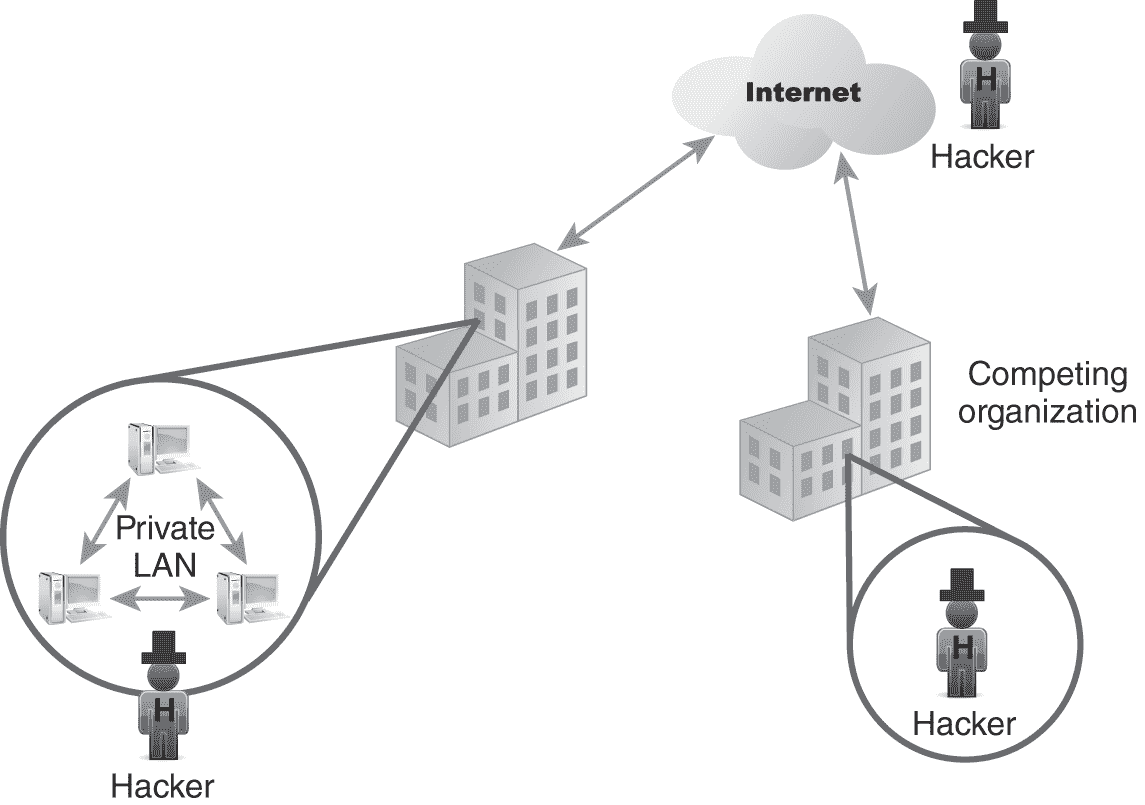 Internet
H
Hacker
Competing
organization
Private
LAN
H
Hacker
H
Hacker